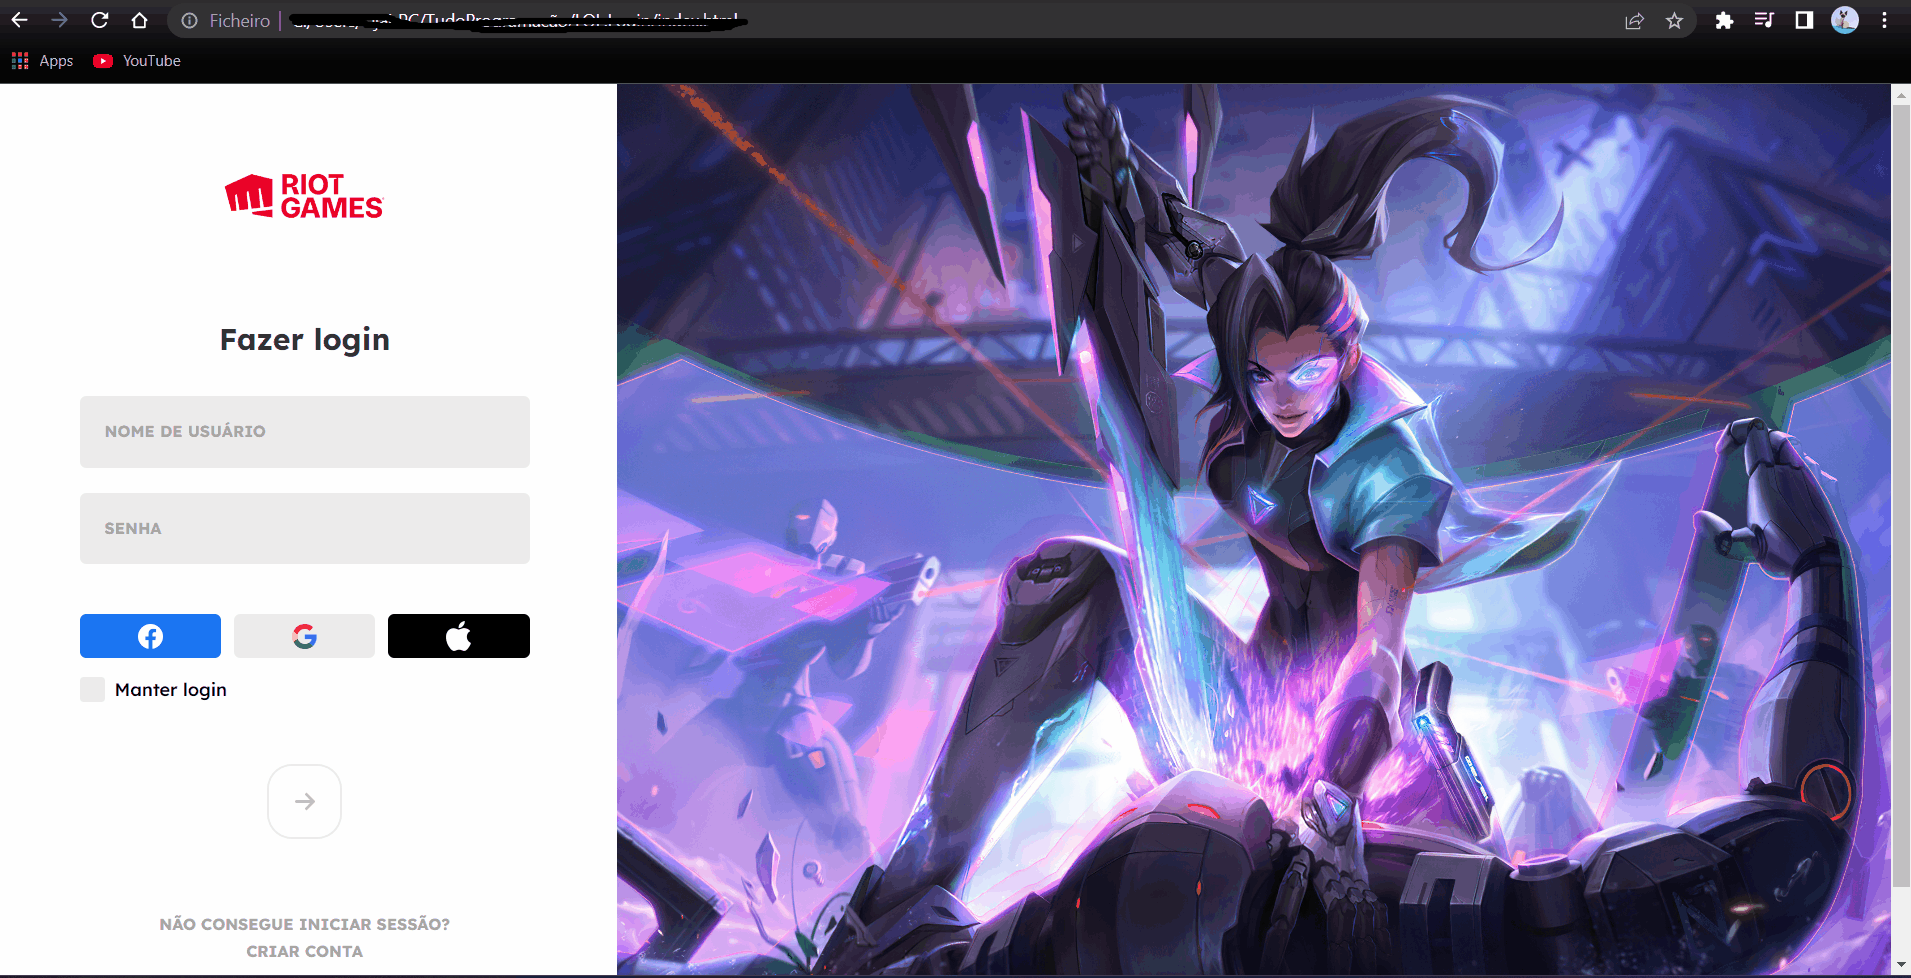 Ficheiro
Apps
YouTube
RIOT
GAMES
Fazer login
NOME DE USUÁRIO
SENHA
Manter login
NÃO CONSEGUE INICIAR SESSÃO?
CRIAR CONTA